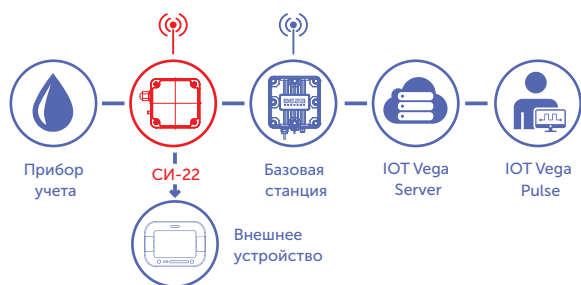 Прибор
учета
СИ-22
Базовая
станция
IOT Vega
Server
IOT Vega
Pulse
Внешнее
устройство